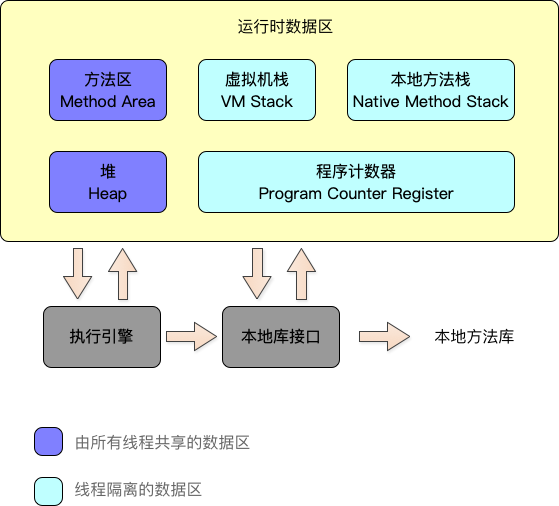 运行时数据区
方法区
Method Area
虚拟机栈
VM Stack
本地方法栈
Native Method Stack
堆
Heap
程序计数器
Program Counter Register
执行引擎
本地库接口
本地方法库
由所有线程共享的数据区
线程隔离的数据区